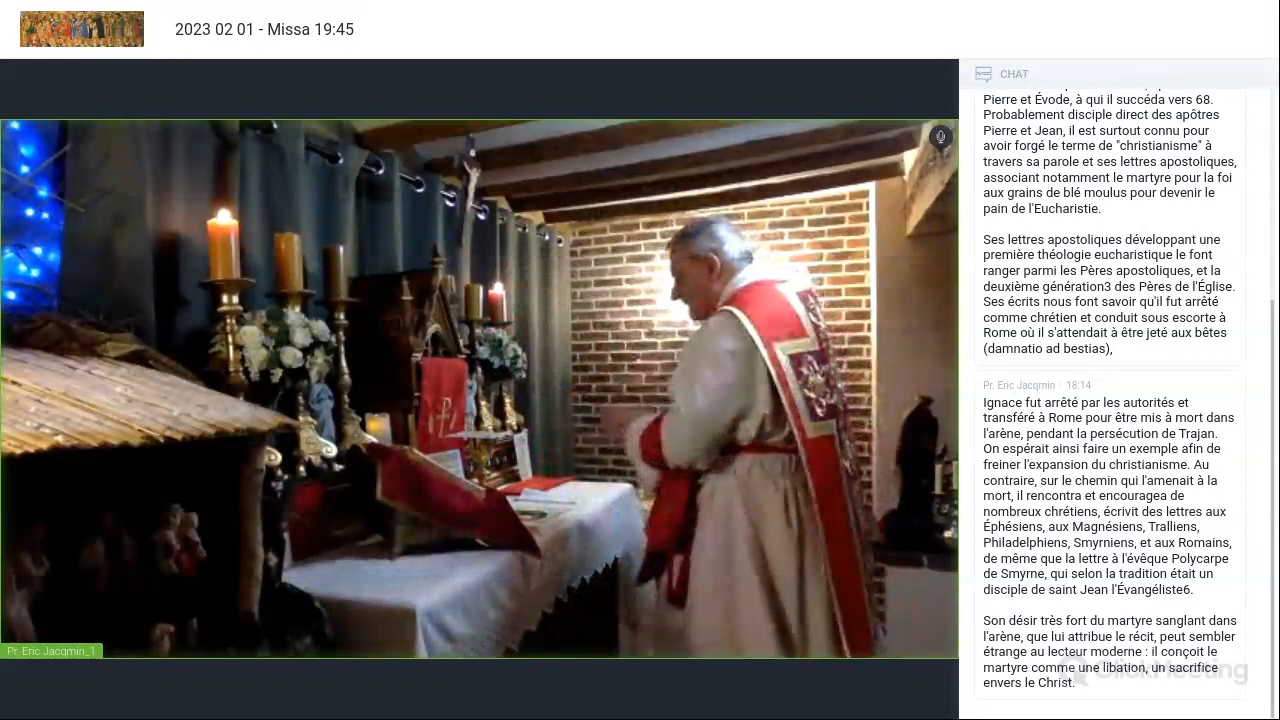 2023 02 01 - Missa 19:45
CHAT
Pierre et Évode, à qui il succéda vers 68.
Probablement disciple direct des apôtres
Pierre et Jean, il est surtout connu pour
avoir forgé le terme de "christianisme" à
travers sa parole et ses lettres apostoliques,
associant notamment le martyre pour la foi
aux grains de blé moulus pour devenir le
pain de l'Eucharistie.
Ses lettres apostoliques développant une
première théologie eucharistique le font
ranger parmi les Pères apostoliques, et la
deuxième génération3 des Pères de l'Église.
Ses écrits nous font savoir qu'il fut arrêté
comme chrétien et conduit sous escorte à
Rome où il s'attendait à être jeté aux bêtes
(damnatio ad bestias),
Pr. Eric Jacqmin 18:14
Ignace fut arrêté par les autorités et
transféré à Rome pour être mis à mort dans
l'arène, pendant la persécution de Trajan.
On espérait ainsi faire un exemple afin de
freiner l'expansion du christianisme. Au
contraire, sur le chemin qui l'amenait à la
mort, il rencontra et encouragea de
nombreux chrétiens, écrivit des lettres aux
Éphésiens, aux Magnésiens, Tralliens,
Philadelphiens, Smyrniens, et aux Romains,
de même que la lettre à l'évêque Polycarpe
de Smyrne, qui selon la tradition était un
disciple de saint Jean l'Évangéliste6.
Son désir très fort du martyre sanglant dans
l'arène, que lui attribue le récit, peut sembler
étrange au lecteur moderne : il conçoit le
martyre comme une libation, un sacrifice
envers le Christ.
ClickMeeting
Pr. Eric Jacqmin_1